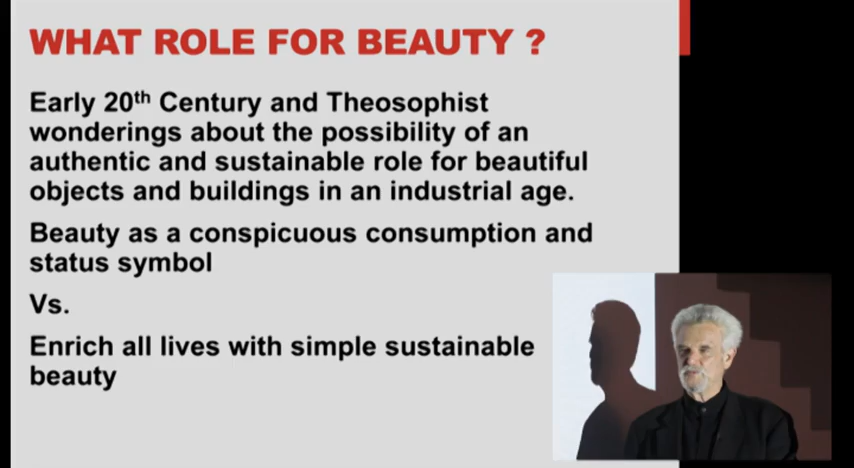 WHAT ROLE FOR BEAUTY ?
Early 20th Century and Theosophist
wonderings about the possibility of an
authentic and sustainable role for beautiful
objects and buildings in an industrial age.
Beauty as a conspicuous consumption and
status symbol
Vs.
Enrich all lives with simple sustainable
beauty